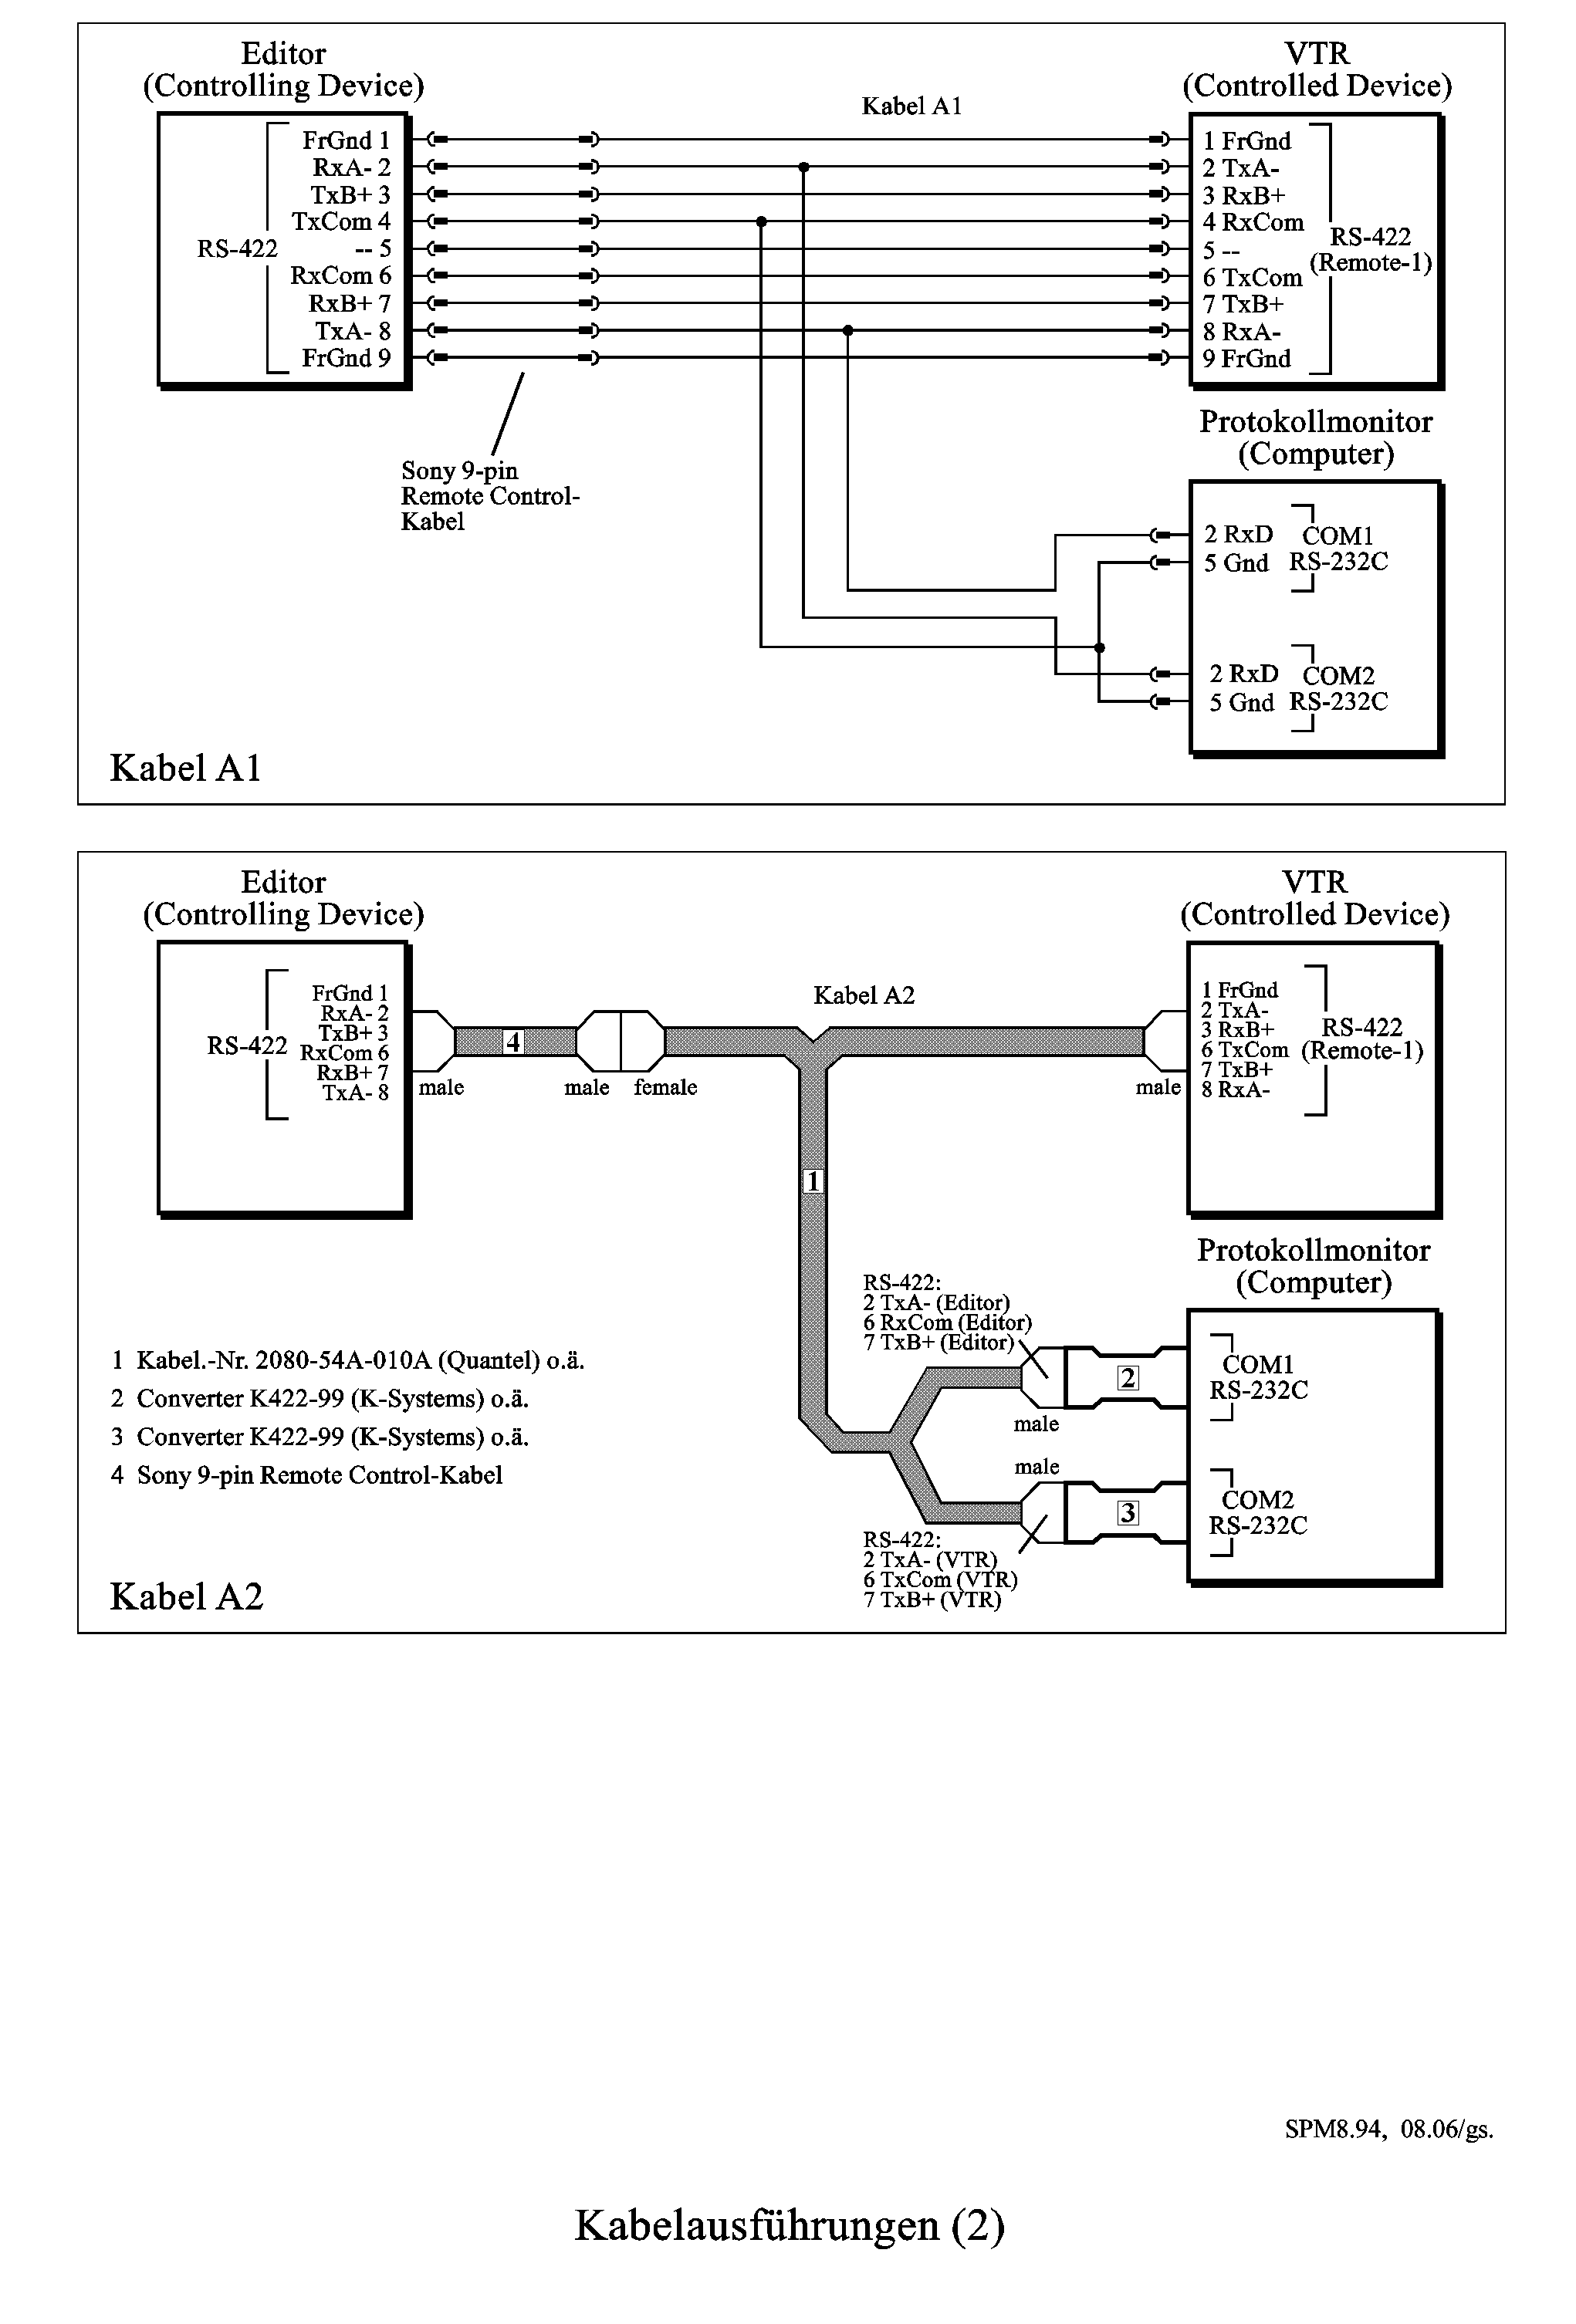 Editor
(Controlling Device)
VTR
(Controlled Device)
Kabel A1
FrGnd 1
RxA- 2
TxB+ 3
TxCom 4
RS-422
-- 5
RxCom 6
RxB+ 7
TxA- 8
FrGnd 9
1 FrGnd
2 TxA-
3 RxB+
4 RxCom
5 --
6 TxCom
7 TxB+
8 RxA-
9 FrGnd
RS-422
(Remote-1)
Sony 9-pin
Remote Control-
Kabel
Protokollmonitor
(Computer)
2 RxD
COM1
5 Gnd
RS-232C
2 RxD
COM2
5 Gnd
RS-232C
Kabel A1
Editor
(Controlling Device)
VTR
(Controlled Device)
Kabel A2
FrGnd 1
RxA- 2
TxB+ 3
RS-422
RxCom 6
RxB+ 7
TxA- 8
male
4
male
female
male
1 FrGnd
2 TxA-
3 RxB+
6 TxCom
7 TxB+
8 RxA-
RS-422
(Remote-1)
1
Protokollmonitor
(Computer)
RS-422:
2 TxA- (Editor)
6 RxCom (Editor)
7 TxB+ (Editor)
2
COM1
RS-232C
male
male
3
COM2
RS-232C
RS-422:
2 TxA- (VTR)
6 TxCom (VTR)
7 TxB+ (VTR)
1 Kabel.-Nr. 2080-54A-010A (Quantel) o.ä.
2 Converter K422-99 (K-Systems) o.ä.
3 Converter K422-99 (K-Systems) o.ä.
4 Sony 9-pin Remote Control-Kabel
Kabel A2
SPM8.94, 08.06/gs.
Kabelausführungen (2)